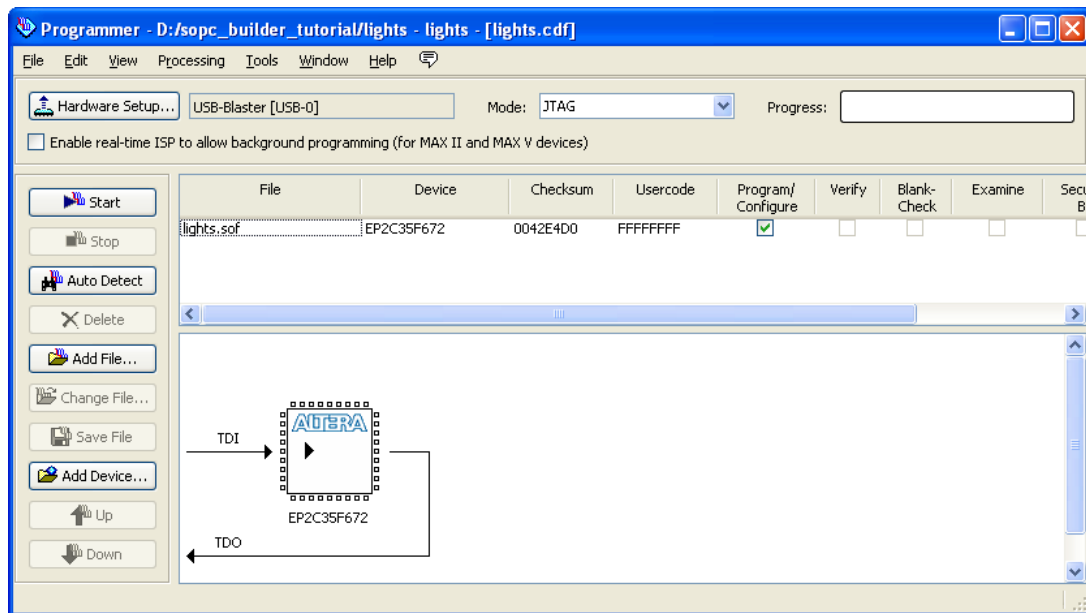 Programmer - D:/sopc_builder_tutorial/lights - lights - [lights.cdf]
File Edit View Processing Tools Window Help
Hardware Setup... USB-Blaster [USB-0] Mode: JTAG Progress:
Enable real-time ISP to allow background programming (for MAX II and MAX V devices)
Start
Stop
Auto Detect
Delete
Add File...
Change File...
Save File
Add Device...
Up
Down
File Device Checksum Usercode Program/ Verify Blank- Examine Secu
Configure Check B
lights.sof EP2C35F672 0042E4D0 FFFFFFFF
ALTERA
TDI
EP2C35F672
TDO